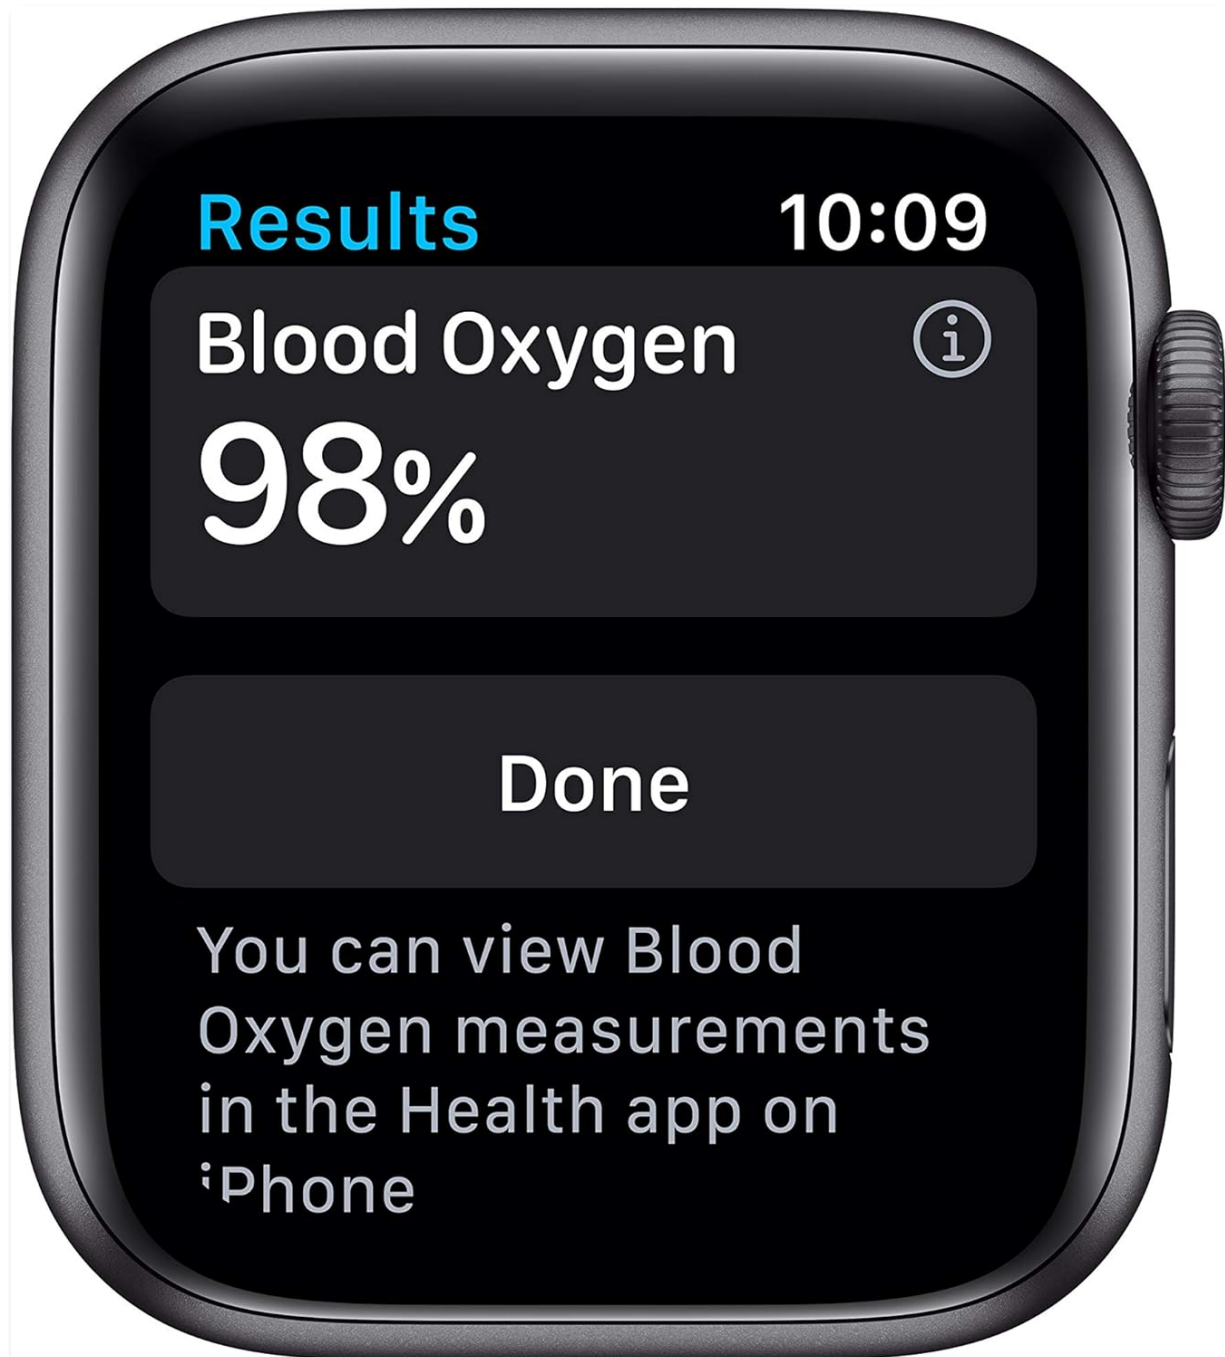 Results 10:09
Blood Oxygen
98%
Done
You can view Blood
Oxygen measurements
in the Health app on
iPhone